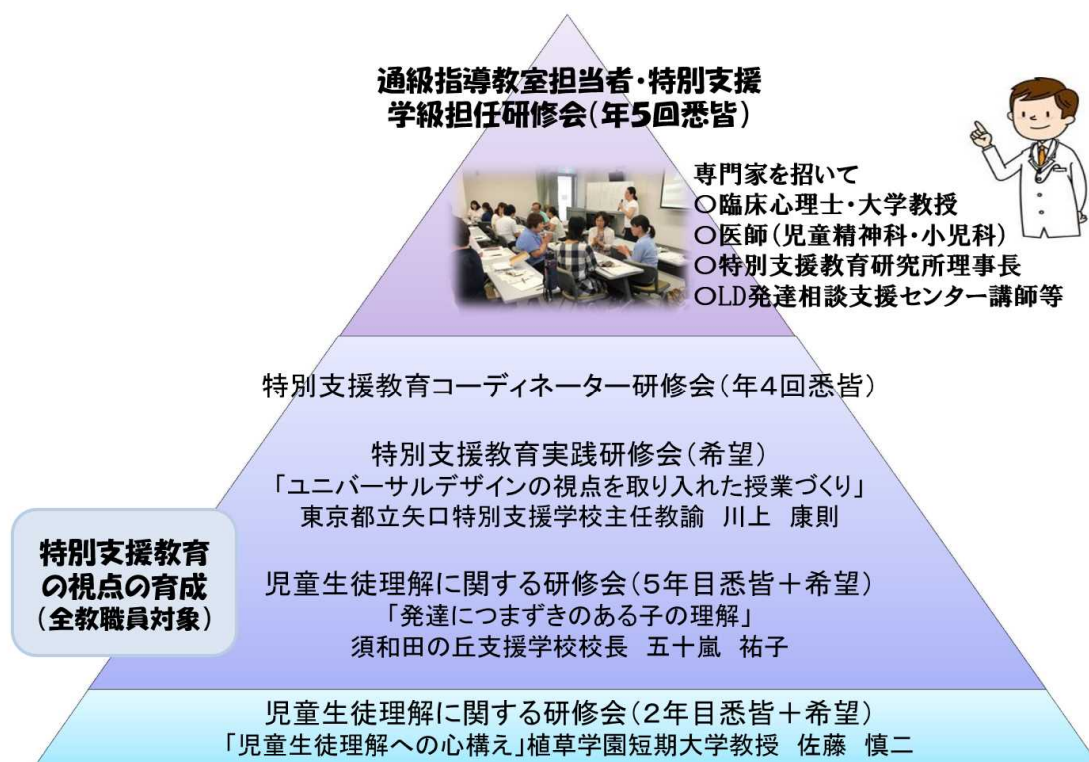 通級指導教室担当者・特別支援
学級担任研修会(年5回悉皆)
専門家を招いて
○臨床心理士・大学教授
○医師(児童精神科・小児科)
○特別支援教育研究所理事長
○LD発達相談支援センター講師等
特別支援教育コーディネーター研修会(年4回悉皆)
特別支援教育実践研修会(希望)
「ユニバーサルデザインの視点を取り入れた授業づくり」
東京都立矢口特別支援学校主任教諭 川上 康則
特別支援教育
の視点の育成
(全教職員対象)
児童生徒理解に関する研修会(5年目悉皆+希望)
「発達につまずきのある子の理解」
須和田の丘支援学校校長 五十嵐 祐子
児童生徒理解に関する研修会(2年目悉皆+希望)
「児童生徒理解への心構え」植草学園短期大学教授 佐藤 慎二